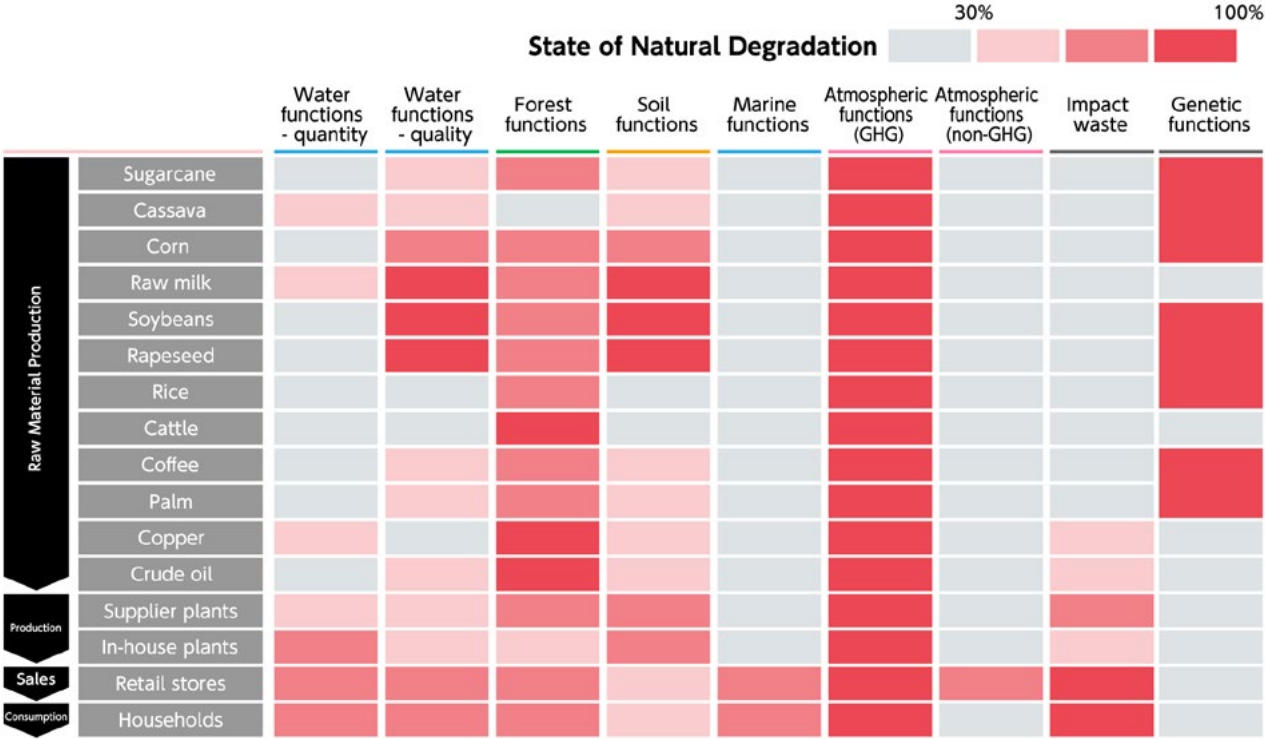 30% 100%
State of Natural Degradation
Water
functions
- quantity
Water
functions
- quality
Forest
functions
Soil
functions
Marine
functions
Atmospheric
functions
(GHG)
Atmospheric
functions
(non-GHG)
Impact
waste
Genetic
functions
Raw Material Production
Sugarcane
Cassava
Corn
Raw milk
Soybeans
Rapeseed
Rice
Cattle
Coffee
Palm
Copper
Crude oil
Production
Supplier plants
In-house plants
Sales
Retail stores
Consumption
Households